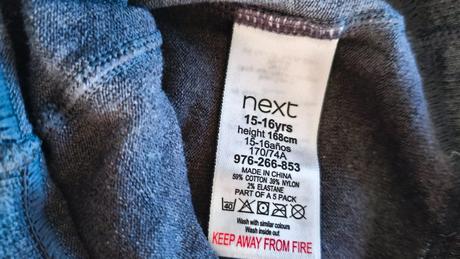 next
15-16yrs
height 168cm
15-16años
170/74A
976-266-853
MADE IN CHINA
59% COTTON 39% NYLON
2% ELASTANE
PART OF A 5 PACK
40
Wash with similar colours
Wash inside out
KEEP AWAY FROM FIRE